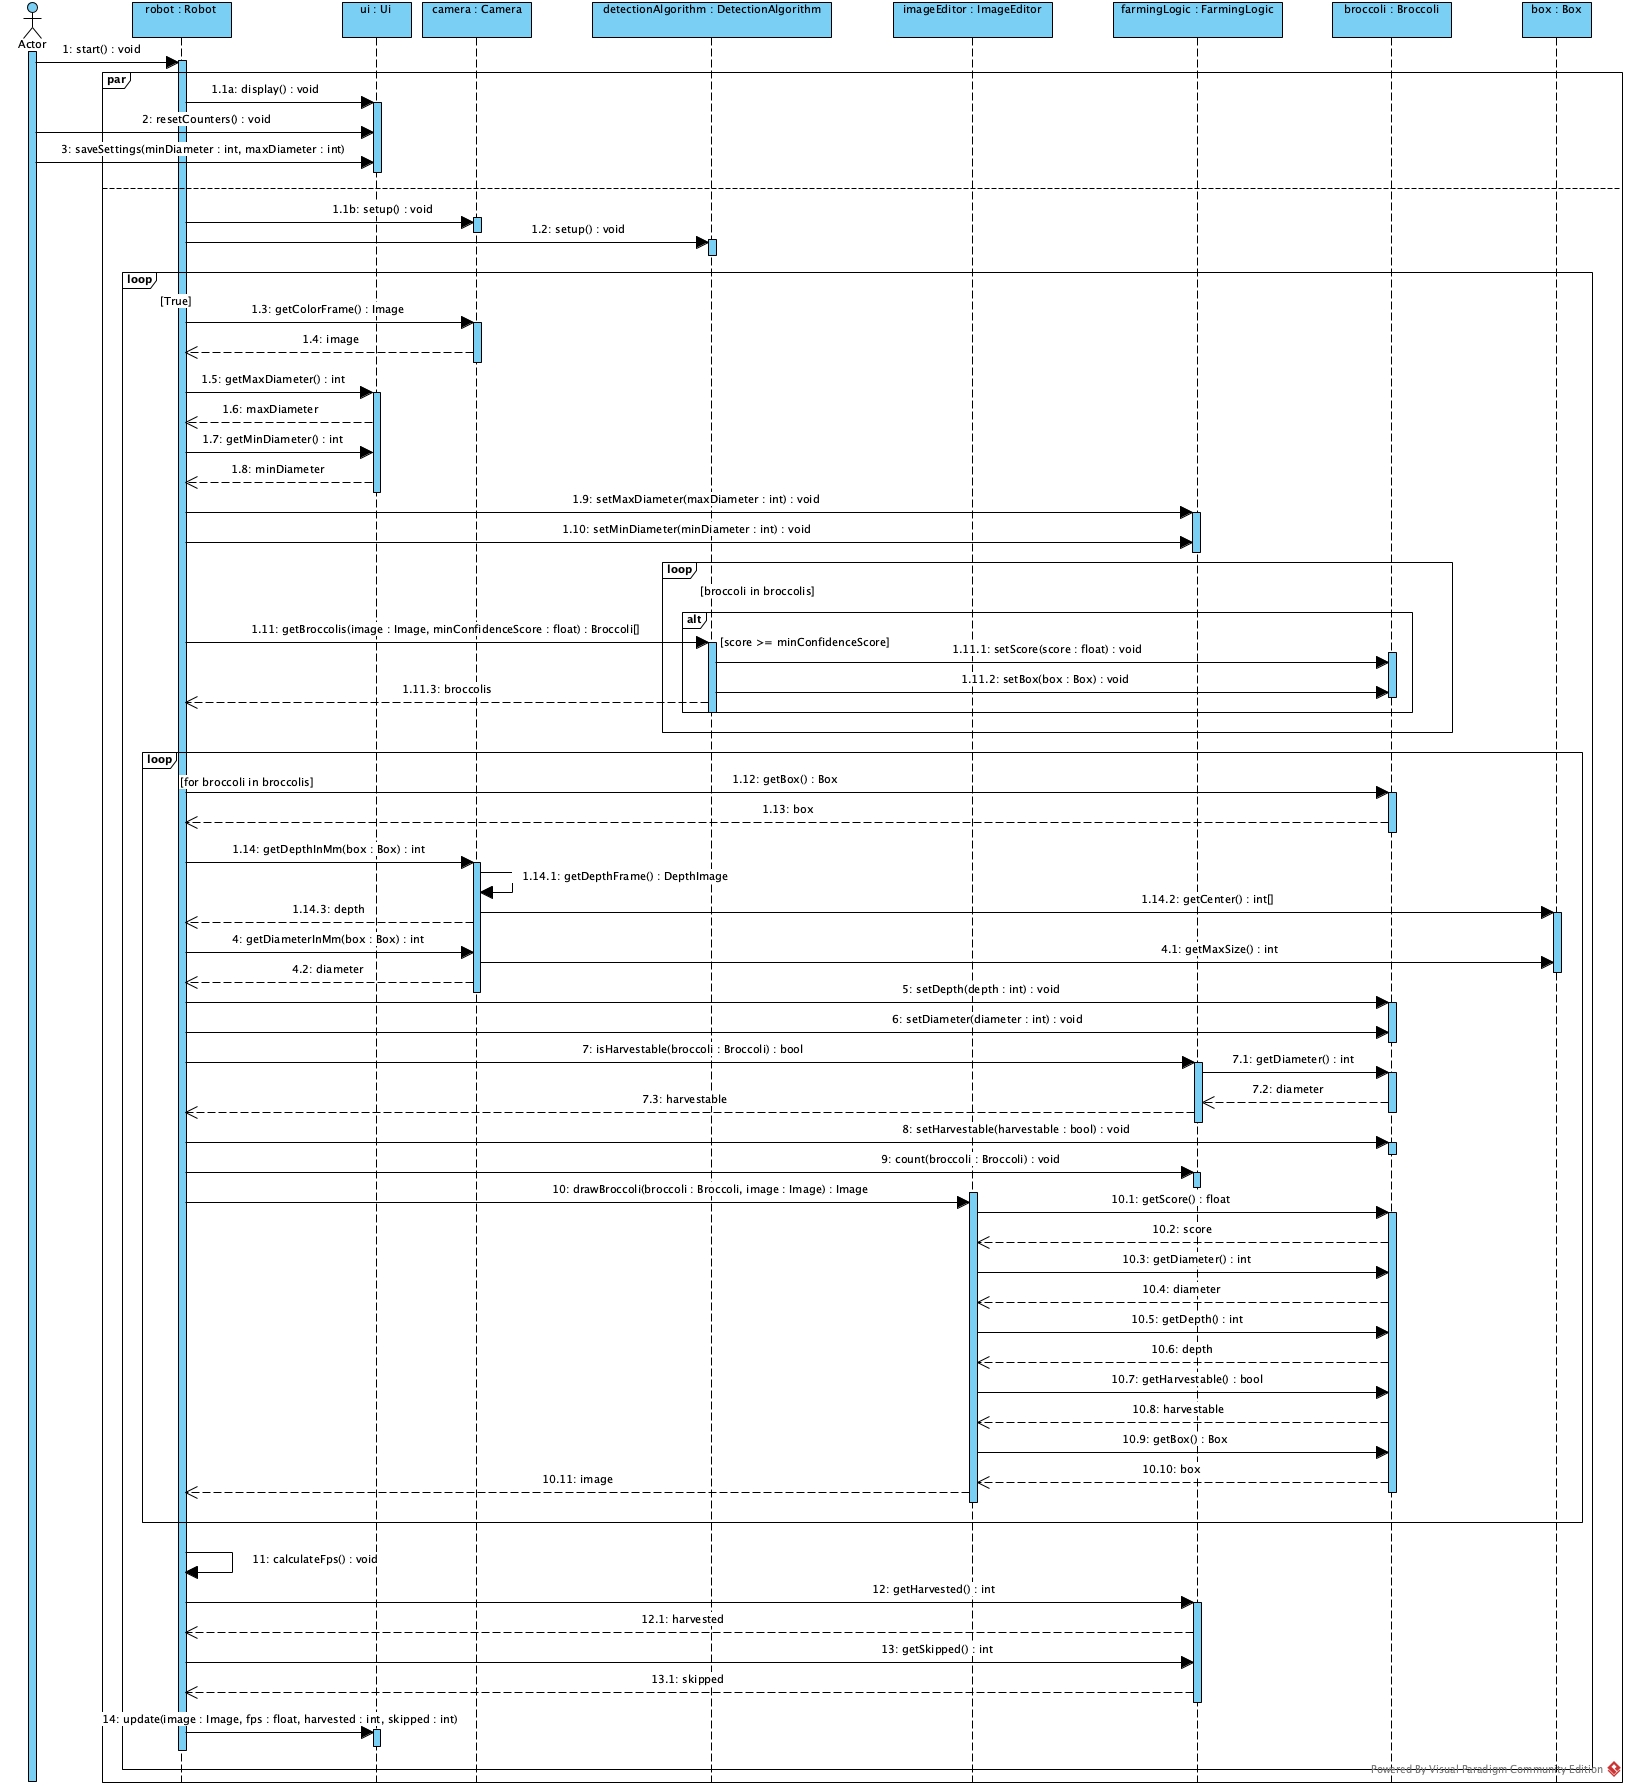 robot : Robot
ui : Ui
camera : Camera
detectionAlgorithm : DetectionAlgorithm
imageEditor : ImageEditor
farmingLogic : FarmingLogic
broccoli : Broccoli
box : Box
Actor
1: start() : void
par
1.1a: display() : void
2: resetCounters() : void
3: saveSettings(minDiameter : int, maxDiameter : int)
1.1b: setup() : void
1.2: setup() : void
loop
[True]
1.3: getColorFrame() : Image
1.4: image
1.5: getMaxDiameter() : int
1.6: maxDiameter
1.7: getMinDiameter() : int
1.8: minDiameter
1.9: setMaxDiameter(maxDiameter : int) : void
1.10: setMinDiameter(minDiameter : int) : void
loop
[broccoli in broccolis]
alt
1.11: getBroccolis(image : Image, minConfidenceScore : float) : Broccoli[]
[score >= minConfidenceScore]
1.11.1: setScore(score : float) : void
1.11.2: setBox(box : Box) : void
1.11.3: broccolis
loop
[for broccoli in broccolis]
1.12: getBox() : Box
1.13: box
1.14: getDepthInMm(box : Box) : int
1.14.1: getDepthFrame() : DepthImage
1.14.2: getCenter() : int[]
1.14.3: depth
4: getDiameterInMm(box : Box) : int
4.1: getMaxSize() : int
4.2: diameter
5: setDepth(depth : int) : void
6: setDiameter(diameter : int) : void
7: isHarvestable(broccoli : Broccoli) : bool
7.1: getDiameter() : int
7.2: diameter
7.3: harvestable
8: setHarvestable(harvestable : bool) : void
9: count(broccoli : Broccoli) : void
10: drawBroccoli(broccoli : Broccoli, image : Image) : Image
10.1: getScore() : float
10.2: score
10.3: getDiameter() : int
10.4: diameter
10.5: getDepth() : int
10.6: depth
10.7: getHarvestable() : bool
10.8: harvestable
10.9: getBox() : Box
10.10: box
10.11: image
11: calculateFps() : void
12: getHarvested() : int
12.1: harvested
13: getSkipped() : int
13.1: skipped
14: update(image : Image, fps : float, harvested : int, skipped : int)
Powered By Visual Paradigm Community Edition